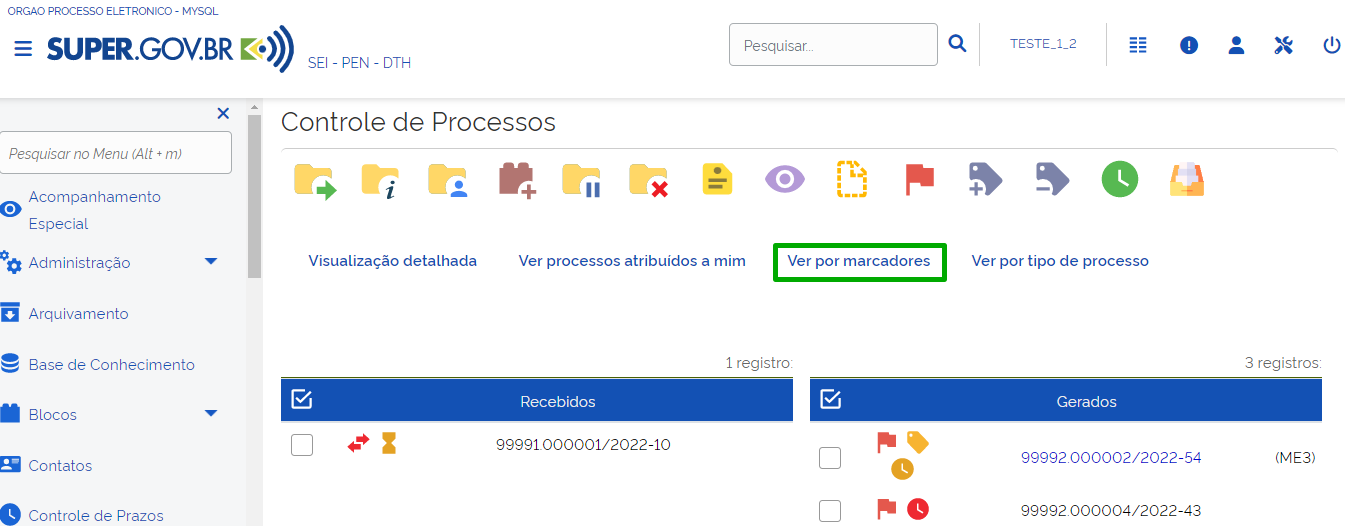 ORGAO PROCESSO ELETRONICO - MYSQL
SUPER.GOV.BR
SEI - PEN - DTH
Pesquisar...
TESTE_1_2
Pesquisar no Menu (Alt + m)
Acompanhamento
Especial
Administração
Arquivamento
Base de Conhecimento
Blocos
Contatos
Controle de Prazos
Controle de Processos
Visualização detalhada
Ver processos atribuídos a mim
Ver por marcadores
Ver por tipo de processo
1 registro:
Recebidos
99991.000001/2022-10
3 registros:
Gerados
99992.000002/2022-54 (ME3)
99992.000004/2022-43